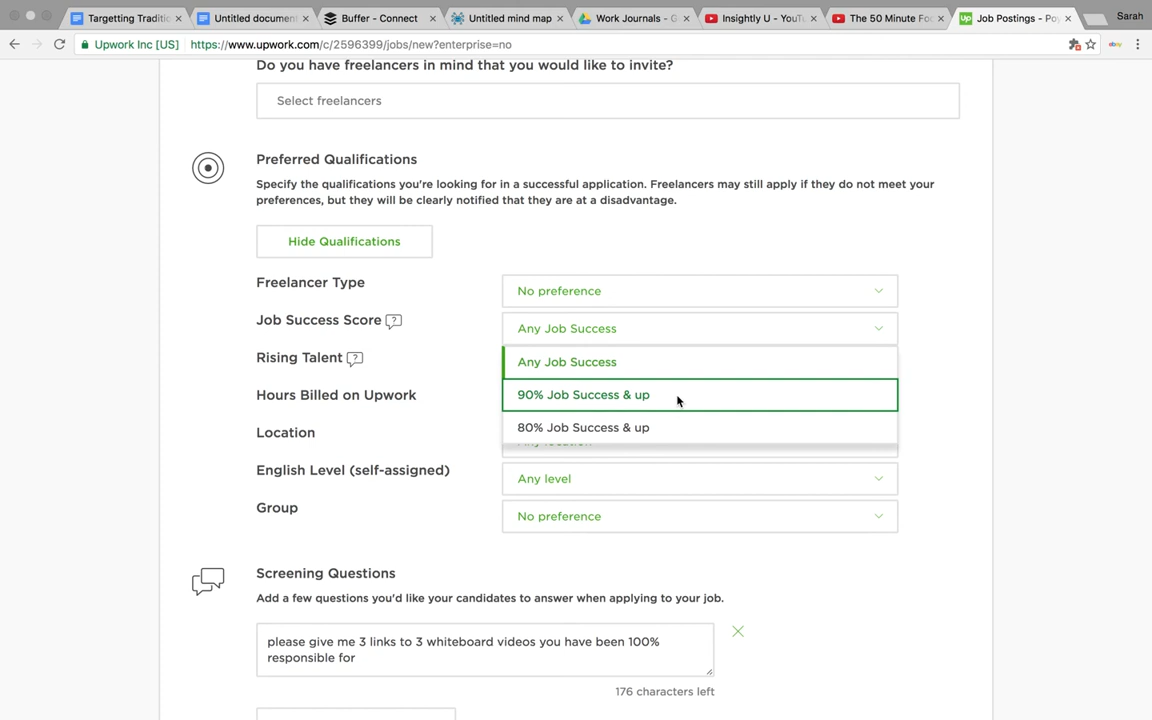 Targetting Traditi
Untitled documen
Buffer - Connect
Untitled mind map
Work Journals - G
Insightly U - YouTu
The 50 Minute Fo
Up
Job Postings - Po
Sarah
Upwork Inc [US]
https://www.upwork.com/c/2596399/jobs/new?enterprise=no
ebay
Do you have freelancers in mind that you would like to invite?
Select freelancers
Preferred Qualifications
Specify the qualifications you're looking for in a successful application. Freelancers may still apply if they do not meet your
preferences, but they will be clearly notified that they are at a disadvantage.
Hide Qualifications
Freelancer Type
No preference
Job Success Score ?
Any Job Success
Rising Talent ?
Any Job Success
Hours Billed on Upwork
90% Job Success & up
Location
80% Job Success & up
Any location
English Level (self-assigned)
Any level
Group
No preference
Screening Questions
Add a few questions you'd like your candidates to answer when applying to your job.
please give me 3 links to 3 whiteboard videos you have been 100%
responsible for
176 characters left